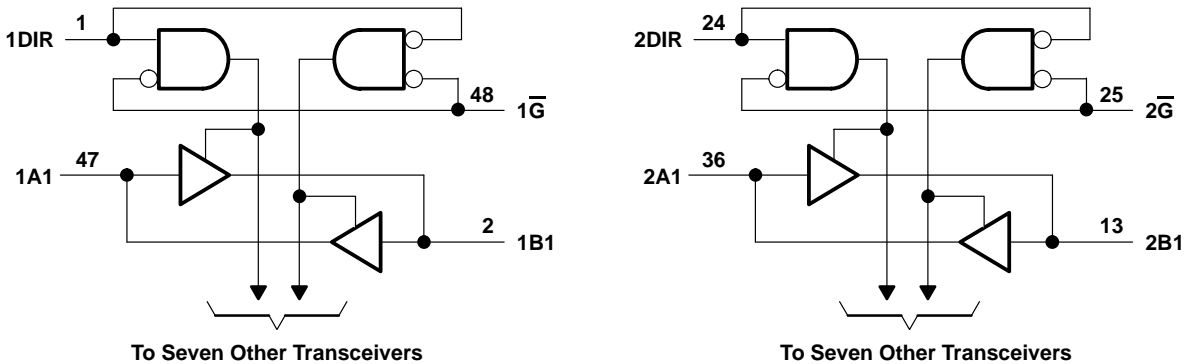 1DIR 1
48 1G̅
1A1 47
2 1B1
To Seven Other Transceivers
2DIR 24
25 2G̅
2A1 36
13 2B1
To Seven Other Transceivers